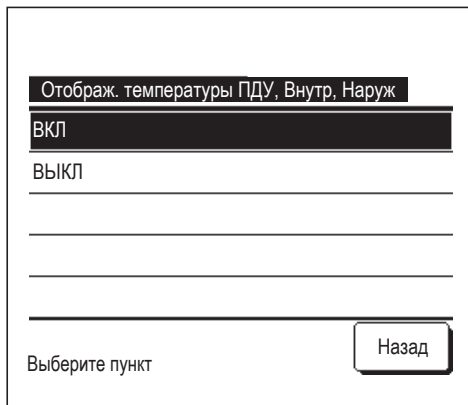 Отображ. температуры ПДУ, Внутр, Наруж
ВКЛ
ВЫКЛ
Выберите пункт
Назад